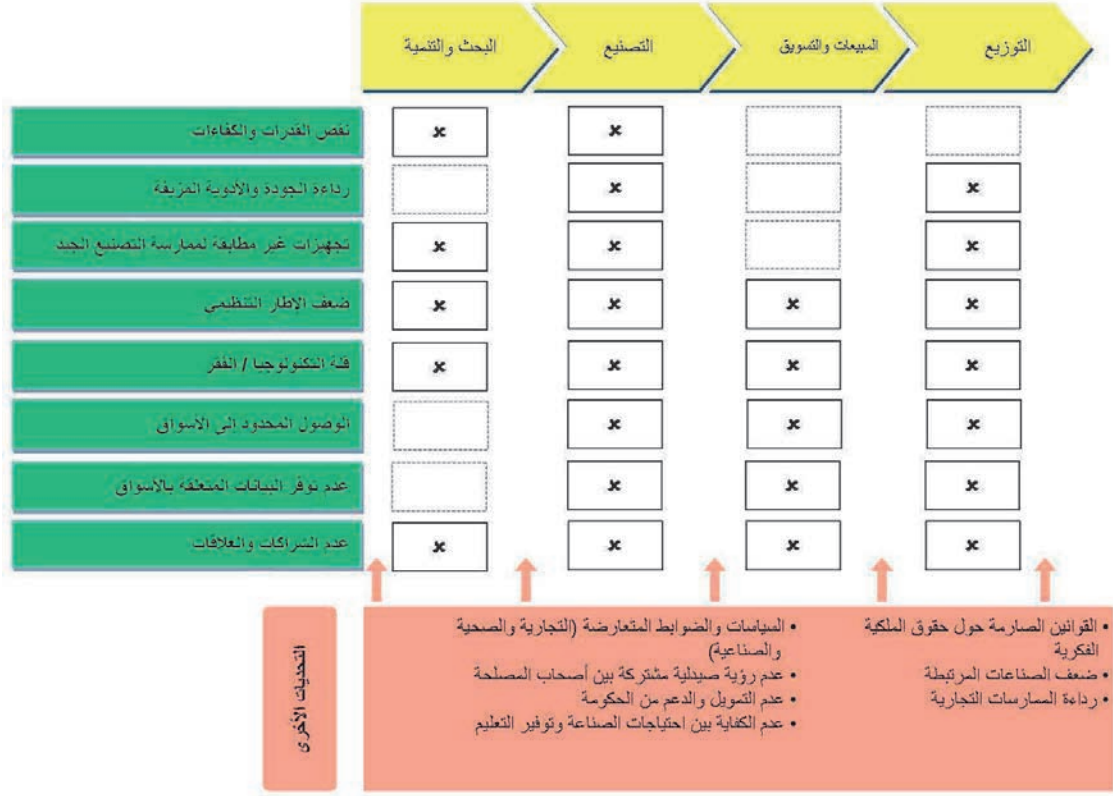 البحث والتنمية
التصنيع
المبيعات والتسويق
التوزيع
نقص القدرات والكفاءات
x
x
رداءة الجودة والأدوية المزيفة
x
x
تجهيزات غير مطابقة لممارسة التصنيع الجيد
x
x
x
ضعف الإطار التنظيمي
x
x
x
x
قلة التكنولوجيا / الفقر
x
x
x
x
الوصول المحدود إلى الأسواق
x
x
x
عدم توفر البيانات المتعلقة بالأسواق
x
x
x
عدم الشراكات والعلاقات
x
x
x
x
التحديات الأخرى
• السياسات والضوابط المتعارضة (التجارية والصحية
والصناعية)
• عدم رؤية صيدلية مشتركة بين أصحاب المصلحة
• عدم التمويل والدعم من الحكومة
• عدم الكفاية بين احتياجات الصناعة وتوفير التعليم
• القوانين الصارمة حول حقوق الملكية
الفكرية
• ضعف الصناعات المرتبطة
• رداءة الممارسات التجارية